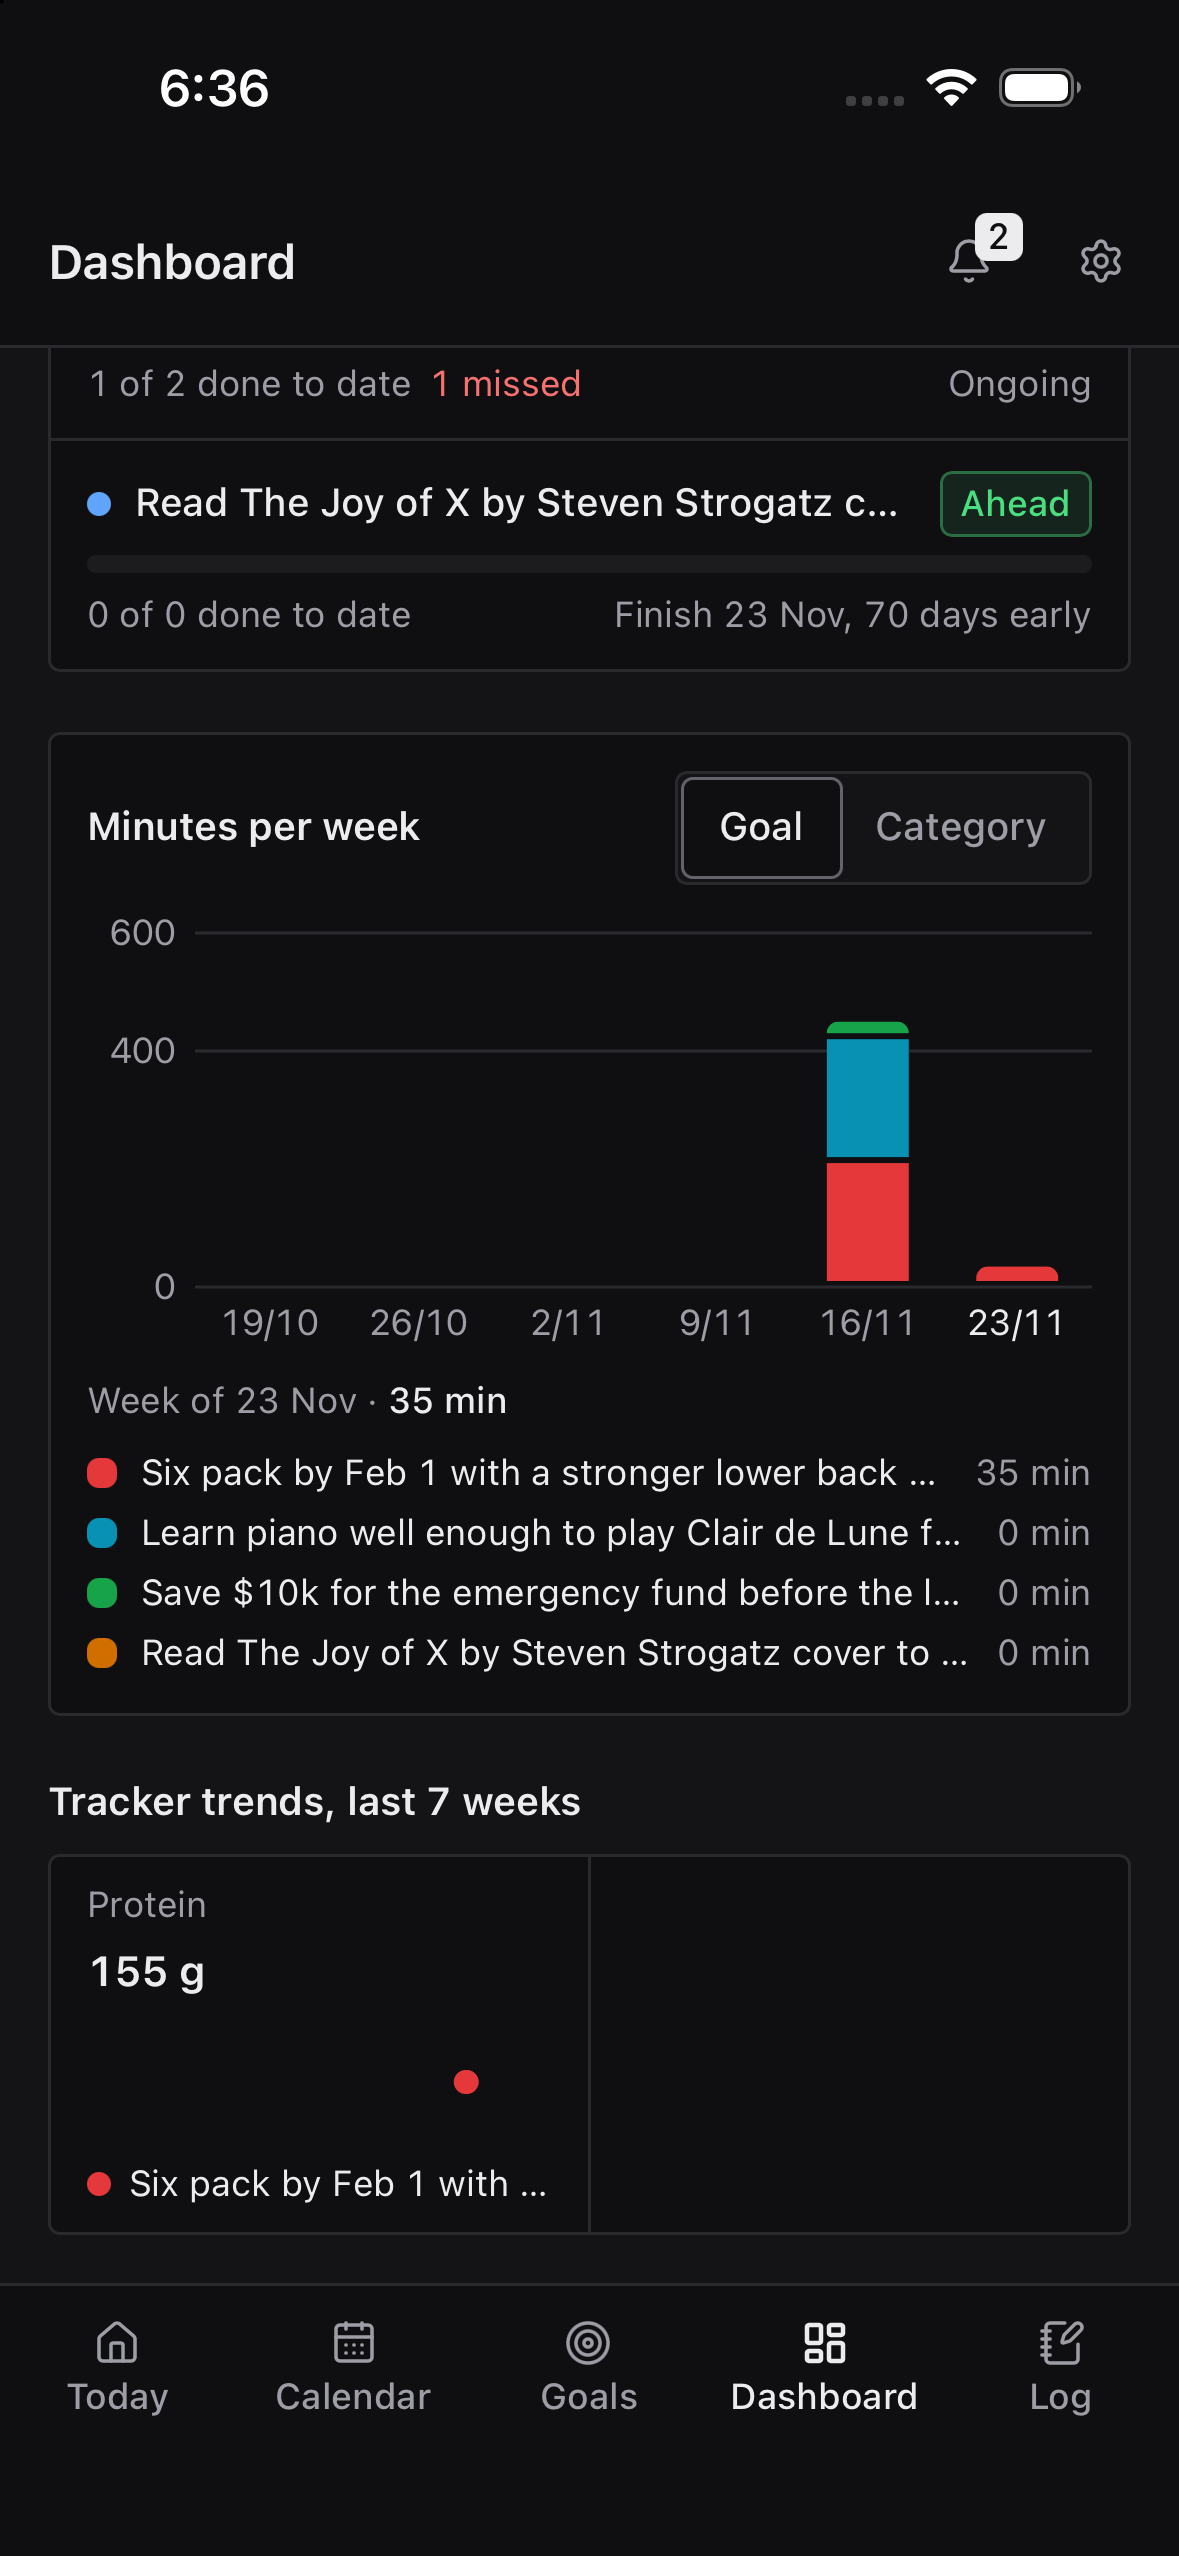 6:36
Dashboard
2
1 of 2 done to date 1 missed
Ongoing
Read The Joy of X by Steven Strogatz c...
Ahead
0 of 0 done to date
Finish 23 Nov, 70 days early
Minutes per week
Goal
Category
600
400
0
19/10 26/10 2/11 9/11 16/11 23/11
Week of 23 Nov · 35 min
Six pack by Feb 1 with a stronger lower back ... 35 min
Learn piano well enough to play Clair de Lune f... 0 min
Save $10k for the emergency fund before the l... 0 min
Read The Joy of X by Steven Strogatz cover to ... 0 min
Tracker trends, last 7 weeks
Protein
155 g
Six pack by Feb 1 with ...
Today Calendar Goals Dashboard Log